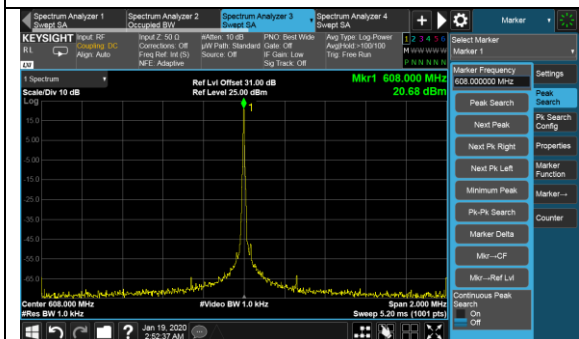 Spectrum Analyzer 1
Swept SA
Spectrum Analyzer 2
Occupied BW
Spectrum Analyzer 3
Swept SA
Spectrum Analyzer 4
Swept SA
Marker
KEYSIGHT
RL
Input: RF
Coupling: DC
Align: Auto
Input Z: 50 Ω
Corrections: Off
Freq Ref: Int (S)
NFE: Adaptive
#Atten: 10 dB
µW Path: Standard
Source: Off
PNO: Best Wide
Gate: Off
IF Gain: Low
Sig Track: Off
Avg Type: Log-Power
Avg|Hold:>100/100
Trig: Free Run
1 2 3 4 5 6
M W W W W W
P N N N N N
Select Marker
Marker 1
Marker Frequency
608.000000 MHz
Settings
Peak Search
Next Peak
Next Pk Right
Next Pk Left
Minimum Peak
Pk-Pk Search
Marker Delta
Mkr→CF
Mkr→Ref Lvl
Continuous Peak
Search
On
Off
Peak
Search
Pk Search
Config
Properties
Marker
Function
Marker→
Counter
1 Spectrum
Scale/Div 10 dB
Log
Ref Lvl Offset 31.00 dB
Ref Level 25.00 dBm
Mkr1 608.000 MHz
20.68 dBm
1
15.0
5.00
-5.00
-15.0
-25.0
-35.0
-45.0
-55.0
-65.0
Center 608.000 MHz
#Res BW 1.0 kHz
#Video BW 1.0 kHz
Span 2.000 MHz
Sweep 5.20 ms (1001 pts)
?
Jan 19, 2020
2:52:37 AM